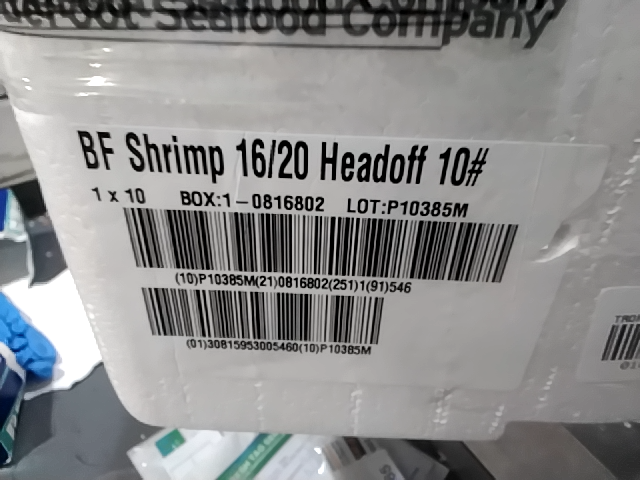 Seafood Company
BF Shrimp 16/20 Headoff 10#
1 x 10 BOX:1-0816802 LOT:P10385M
(10)P10385M(21)0816802(251)1(91)546
(01)30815953005460(10)P10385M